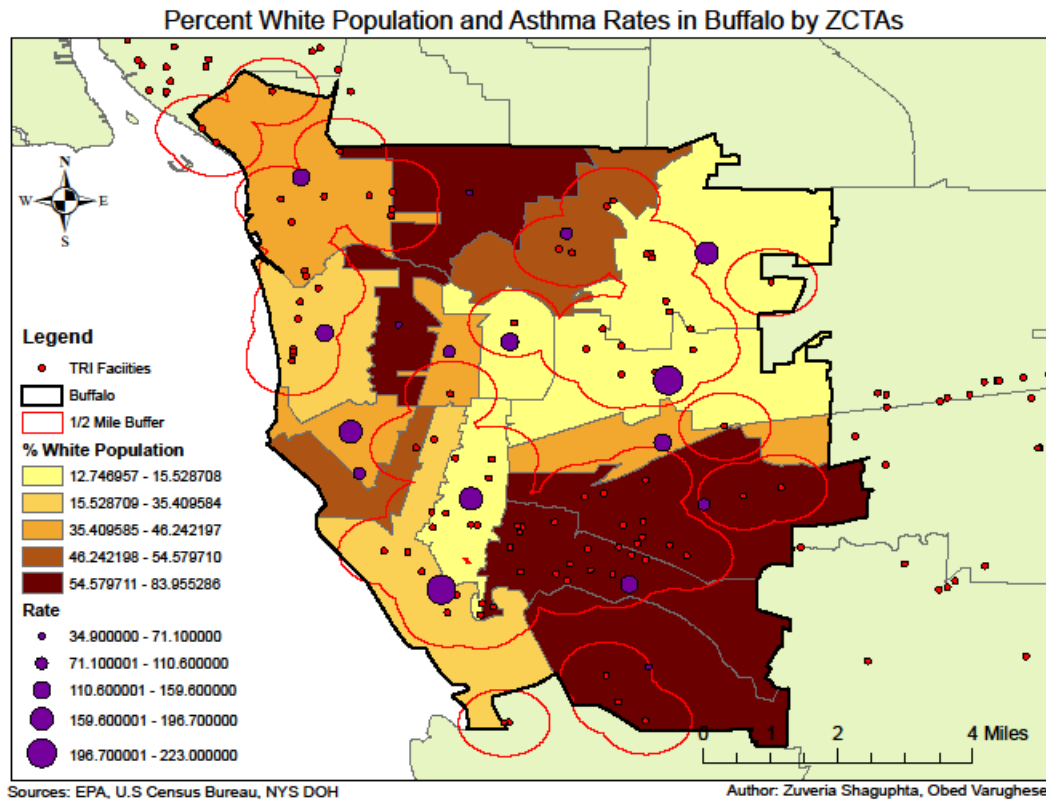 Percent White Population and Asthma Rates in Buffalo by ZCTAs
N
W E
S
Legend
TRI Faciities
Buffalo
1/2 Mile Buffer
% White Population
12.746957 - 15.528708
15.528709 - 35.409584
35.409585 - 46.242197
46.242198 - 54.579710
54.579711 - 83.955286
Rate
34.900000 - 71.100000
71.100001 - 110.600000
110.600001 - 159.600000
159.600001 - 196.700000
196.700001 - 223.000000
0 1 2 4 Miles
Sources: EPA, U.S Census Bureau, NYS DOH
Author: Zuveria Shaguphta, Obed Varughese